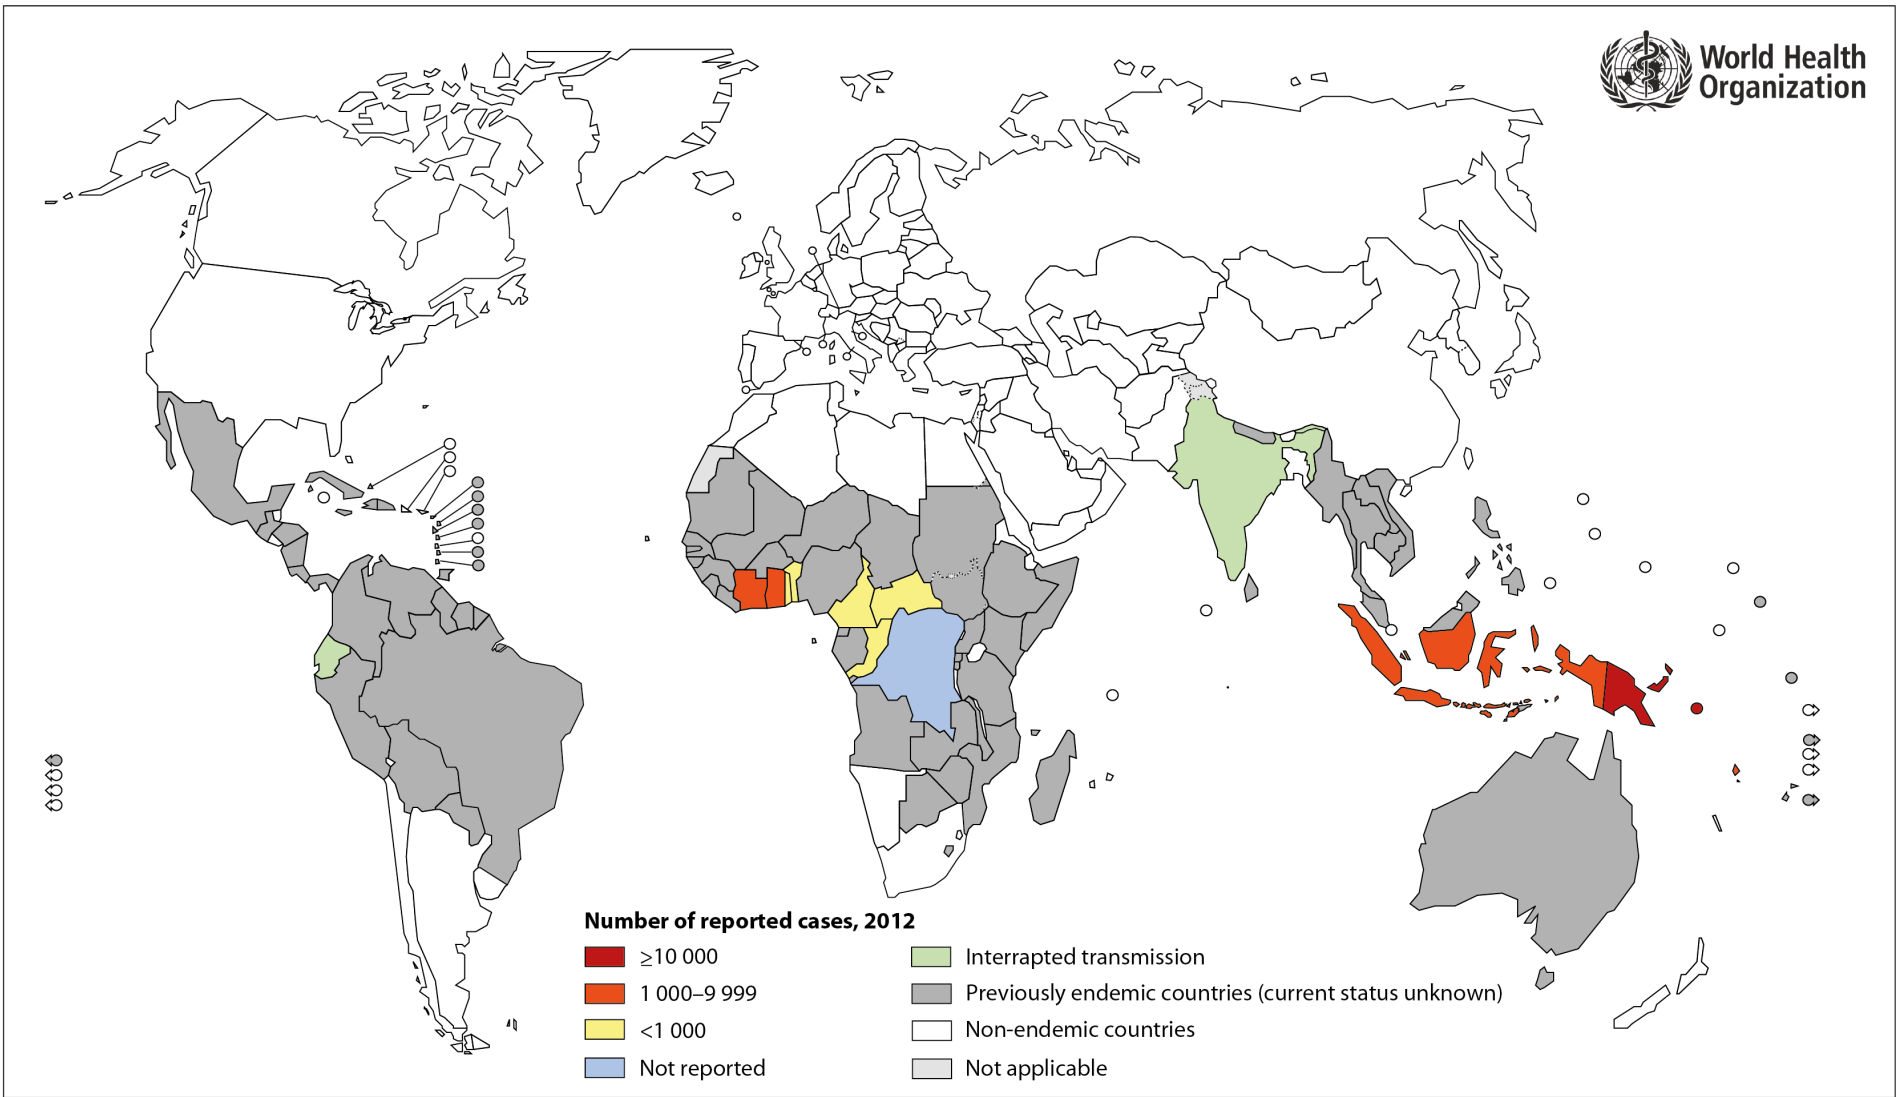 World Health
Organization
Number of reported cases, 2012
≥10 000
1 000–9 999
<1 000
Not reported
Interrapted transmission
Previously endemic countries (current status unknown)
Non-endemic countries
Not applicable